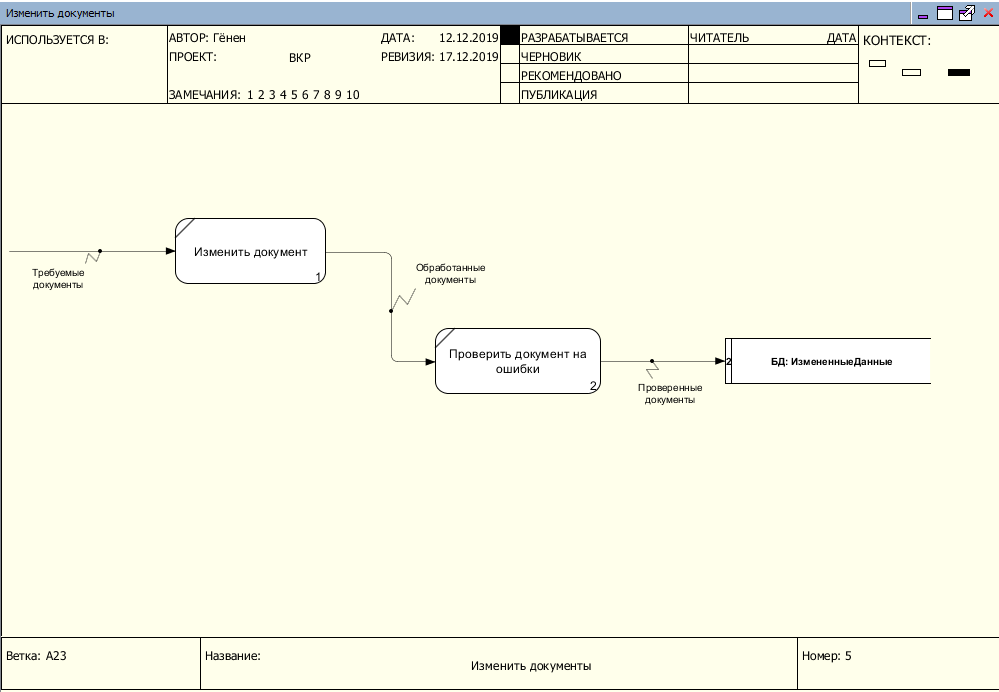 Изменить документы
ИСПОЛЬЗУЕТСЯ В:
АВТОР: Гёнен
ДАТА: 12.12.2019
ПРОЕКТ: ВКР
РЕВИЗИЯ: 17.12.2019
ЗАМЕЧАНИЯ: 1 2 3 4 5 6 7 8 9 10
РАЗРАБАТЫВАЕТСЯ
ЧЕРНОВИК
РЕКОМЕНДОВАНО
ПУБЛИКАЦИЯ
ЧИТАТЕЛЬ ДАТА
КОНТЕКСТ:
Требуемые
документы
Изменить документ
1
Обработанные
документы
Проверить документ на
ошибки
2
Проверенные
документы
2
БД: ИзмененныеДанные
Ветка: A23
Название:
Изменить документы
Номер: 5